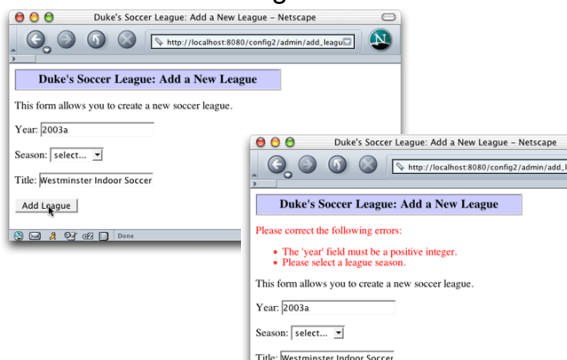 Duke's Soccer League: Add a New League – Netscape
http://localhost:8080/config2/admin/add_leagu
N
Duke's Soccer League: Add a New League
This form allows you to create a new soccer league.
Year: 2003a
Season: select...
Title: Westminster Indoor Soccer
Add League
Done
Duke's Soccer League: Add a New League – Netscape
http://localhost:8080/config2/admin/add_l
Duke's Soccer League: Add a New League
Please correct the following errors:
• The 'year' field must be a positive integer.
• Please select a league season.
This form allows you to create a new soccer league.
Year: 2003a
Season: select...
Title: Westminster Indoor Soccer